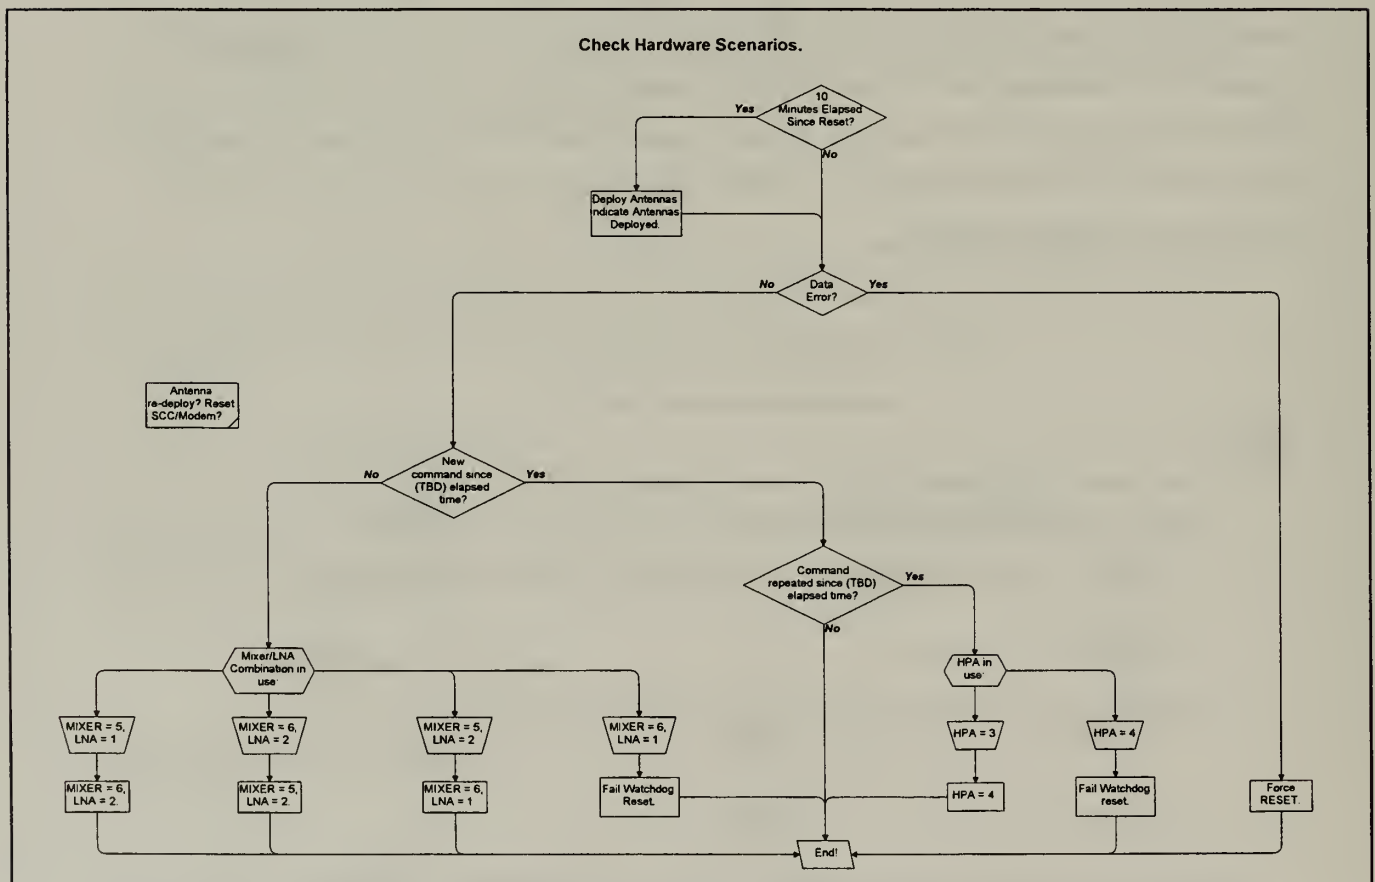 Check Hardware Scenarios.
10
Minutes Elapsed
Since Reset?
Yes
No
Deploy Antennas
Indicate Antennas
Deployed.
Data
Error?
No
Yes
Antenna
re-deploy? Reset
SCC/Modem?
New
command since
(TBD) elapsed
time?
No
Yes
Command
repeated since (TBD)
elapsed time?
Yes
No
Mixer/LNA
Combination in
use:
HPA in
use:
MIXER = 5,
LNA = 1
MIXER = 6,
LNA = 2
MIXER = 5,
LNA = 2
MIXER = 6,
LNA = 1
HPA = 3
HPA = 4
MIXER = 6,
LNA = 2.
MIXER = 5,
LNA = 2.
MIXER = 6,
LNA = 1
Fail Watchdog
Reset.
HPA = 4
Fail Watchdog
reset.
Force
RESET.
End!